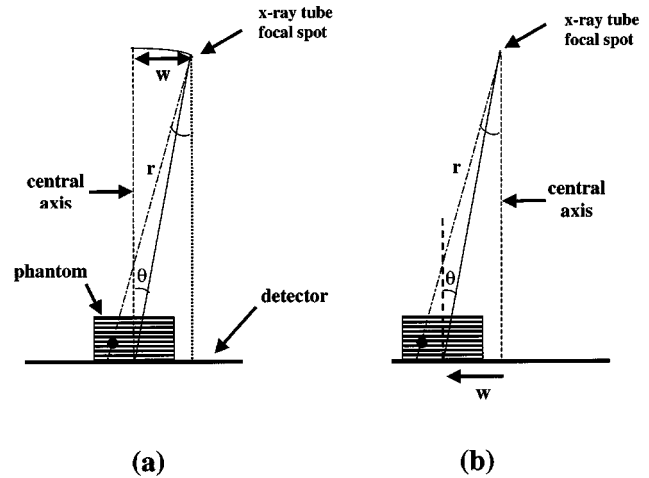 x-ray tube
focal spot
w
r
central
axis
θ
phantom
detector
(a)
x-ray tube
focal spot
r
central
axis
θ
w
(b)